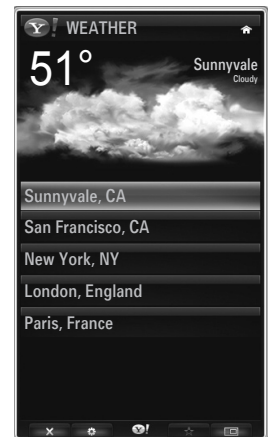 Y! WEATHER
51°
Sunnyvale
Cloudy
Sunnyvale, CA
San Francisco, CA
New York, NY
London, England
Paris, France
Y!